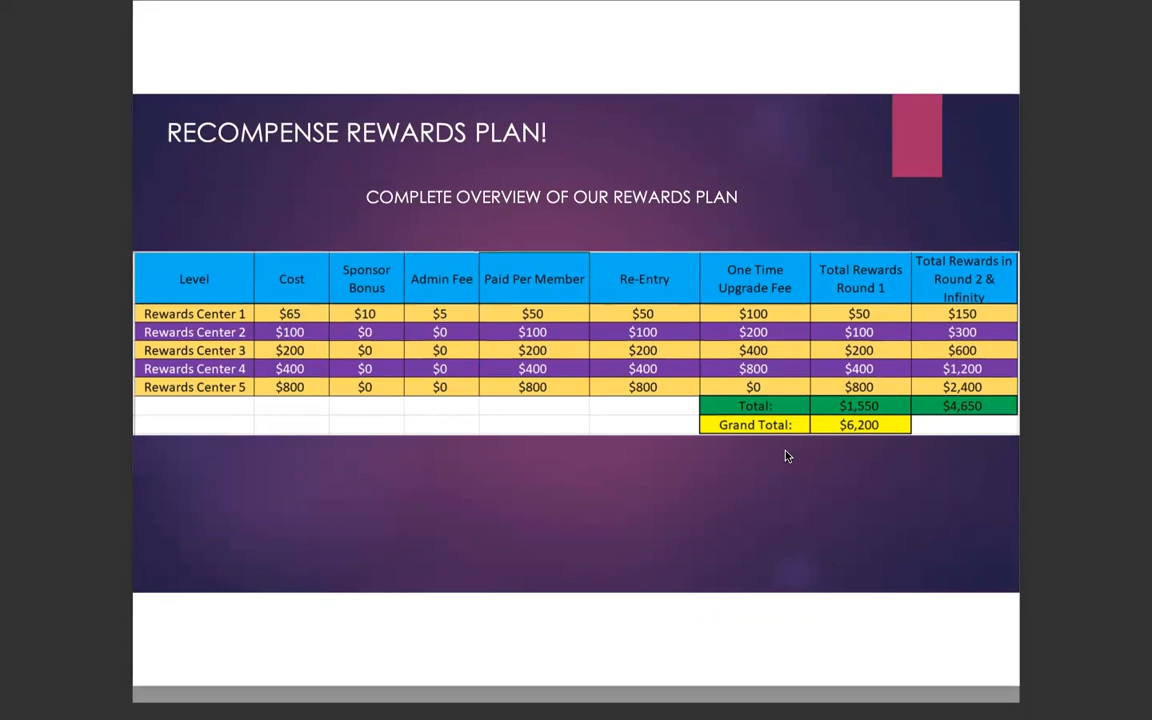 RECOMPENSE REWARDS PLAN!
COMPLETE OVERVIEW OF OUR REWARDS PLAN
Level Cost Sponsor Bonus Admin Fee Paid Per Member Re-Entry One Time Upgrade Fee Total Rewards Round 1 Total Rewards in Round 2 & Infinity
Rewards Center 1 $65 $10 $5 $50 $50 $100 $50 $150
Rewards Center 2 $100 $0 $0 $100 $100 $200 $100 $300
Rewards Center 3 $200 $0 $0 $200 $200 $400 $200 $600
Rewards Center 4 $400 $0 $0 $400 $400 $800 $400 $1,200
Rewards Center 5 $800 $0 $0 $800 $800 $0 $800 $2,400
Total: $1,550 $4,650
Grand Total: $6,200